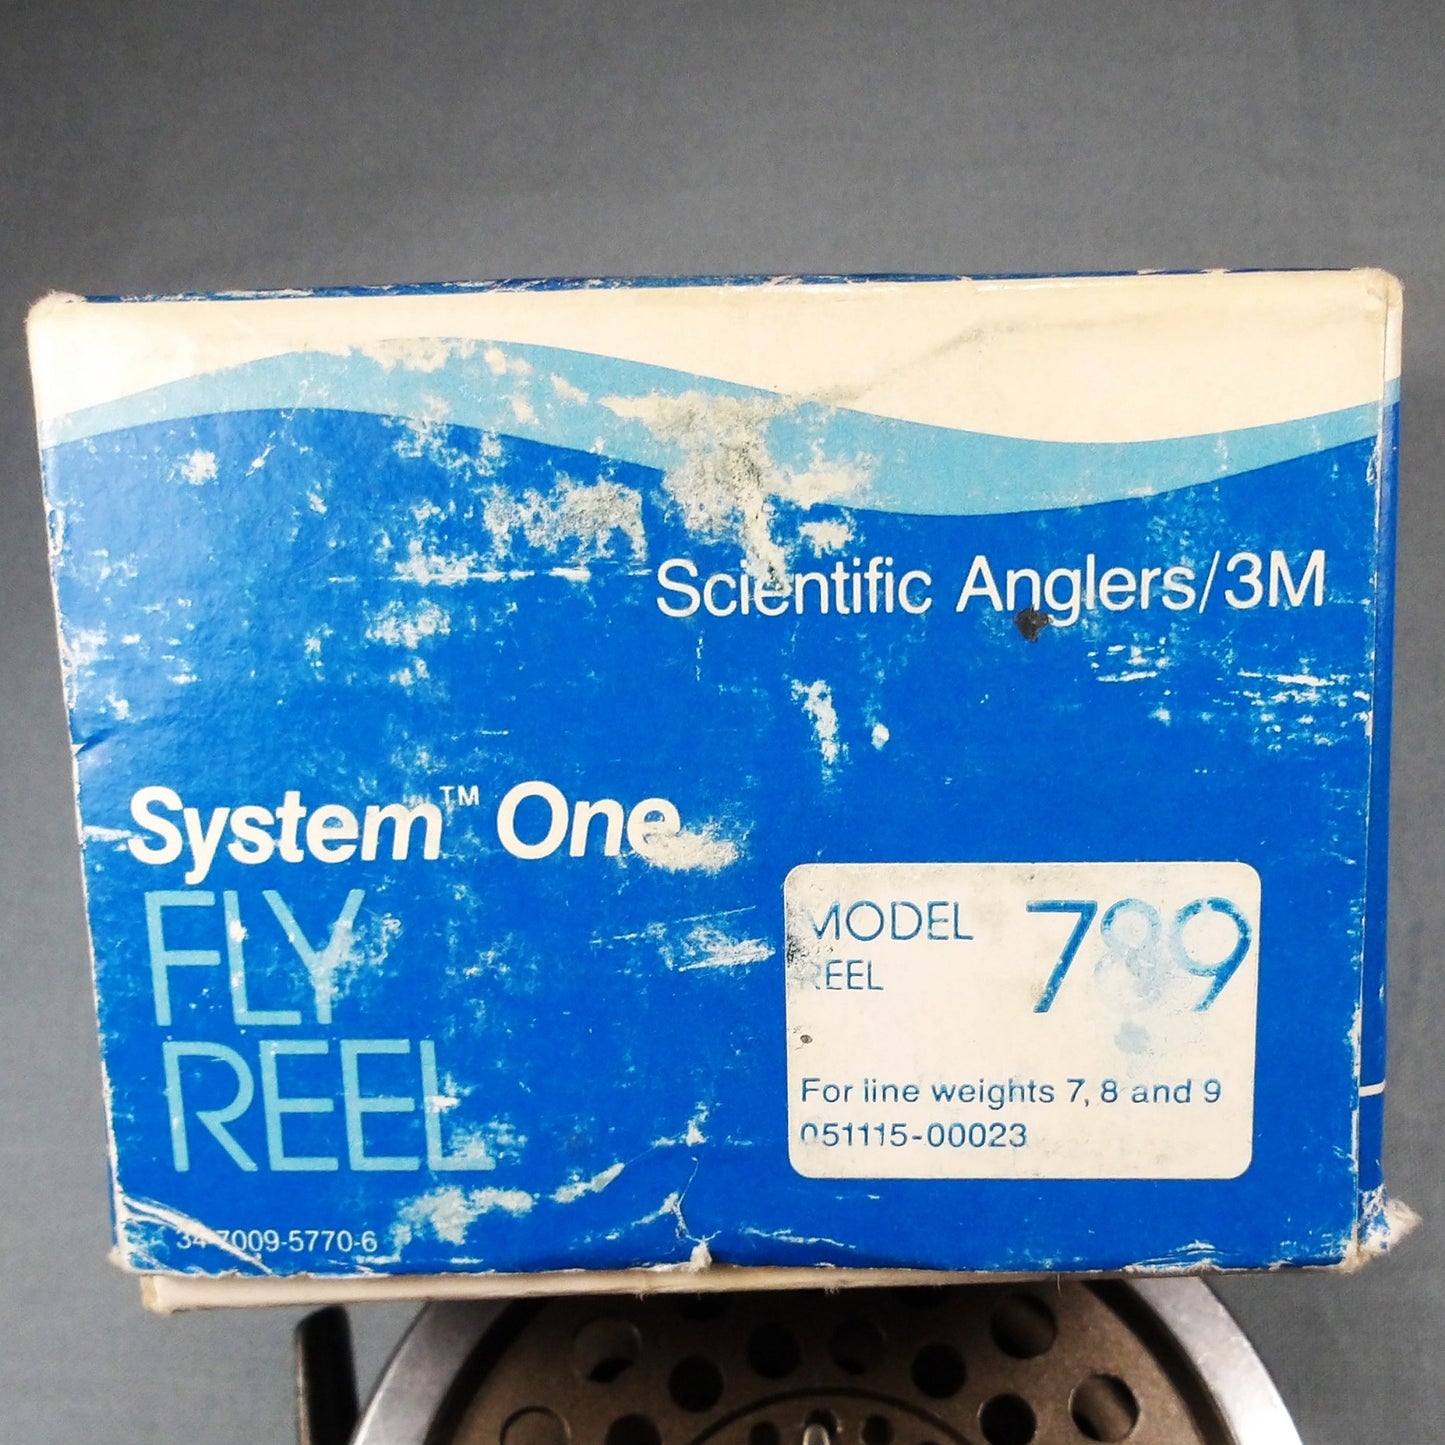 Scientific Anglers/3M
System™ One
FLY
REEL
MODEL 789
REEL
For line weights 7, 8 and 9
051115-00023
34-7009-5770-6